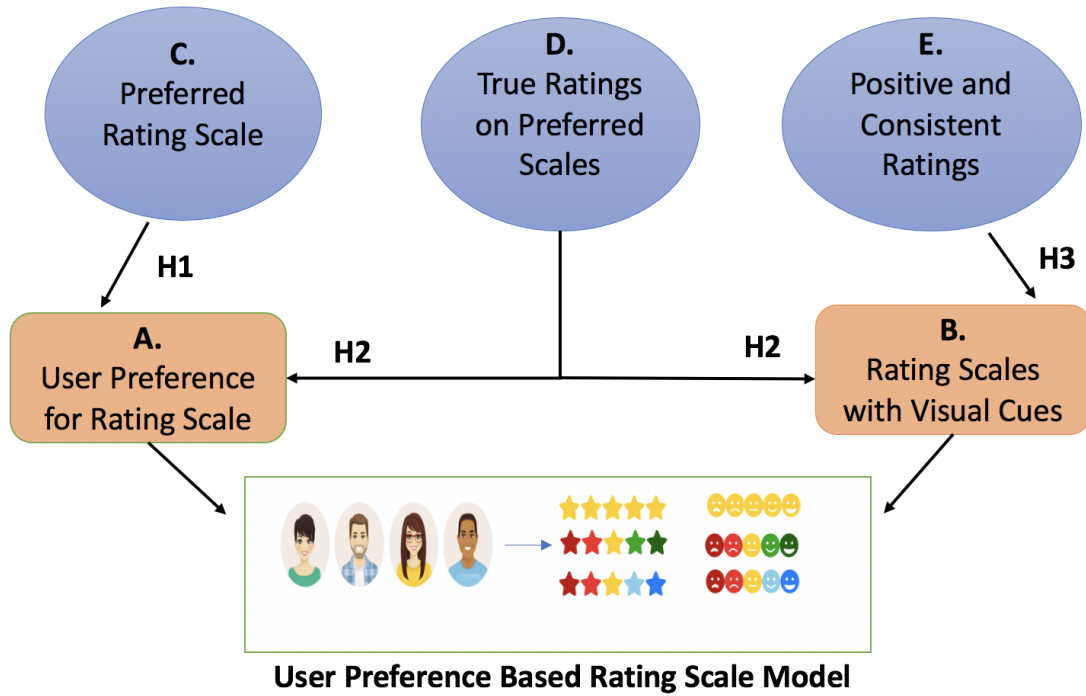 C.
Preferred
Rating Scale
D.
True Ratings
on Preferred
Scales
E.
Positive and
Consistent
Ratings
H1
H3
A.
User Preference
for Rating Scale
H2
H2
B.
Rating Scales
with Visual Cues
User Preference Based Rating Scale Model